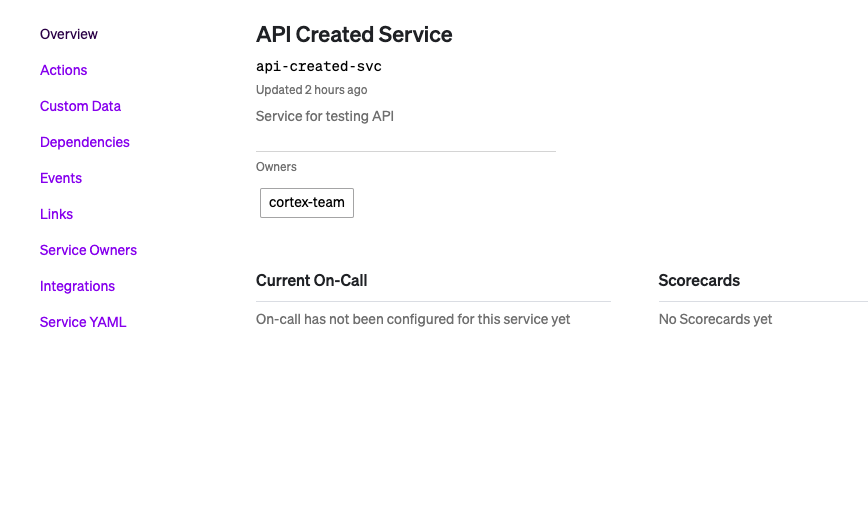 Overview
Actions
Custom Data
Dependencies
Events
Links
Service Owners
Integrations
Service YAML
API Created Service
api-created-svc
Updated 2 hours ago
Service for testing API
Owners
cortex-team
Current On-Call
On-call has not been configured for this service yet
Scorecards
No Scorecards yet